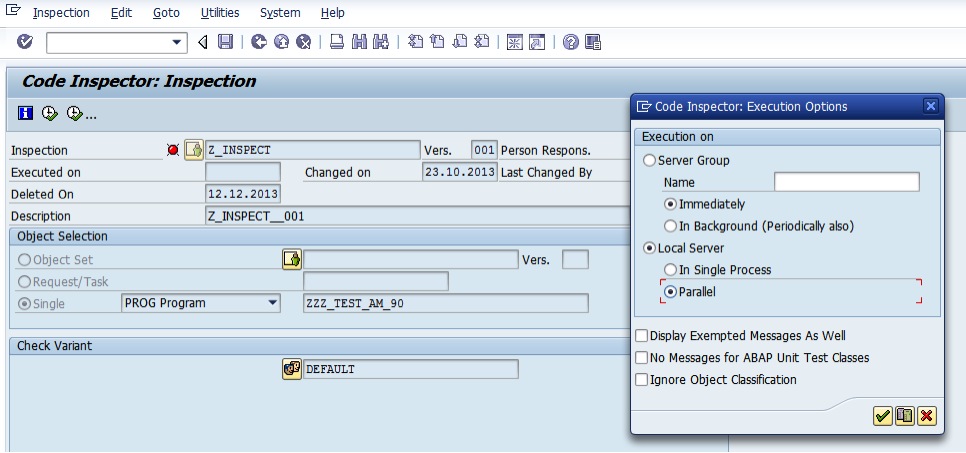 Inspection Edit Goto Utilities System Help
Code Inspector: Inspection
...
Inspection Z_INSPECT Vers. 001 Person Respons.
Executed on Changed on 23.10.2013 Last Changed By
Deleted On 12.12.2013
Description Z_INSPECT__001
Object Selection
Object Set Vers.
Request/Task
Single PROG Program ZZZ_TEST_AM_90
Check Variant
DEFAULT
Code Inspector: Execution Options
Execution on
Server Group
Name
Immediately
In Background (Periodically also)
Local Server
In Single Process
Parallel
Display Exempted Messages As Well
No Messages for ABAP Unit Test Classes
Ignore Object Classification